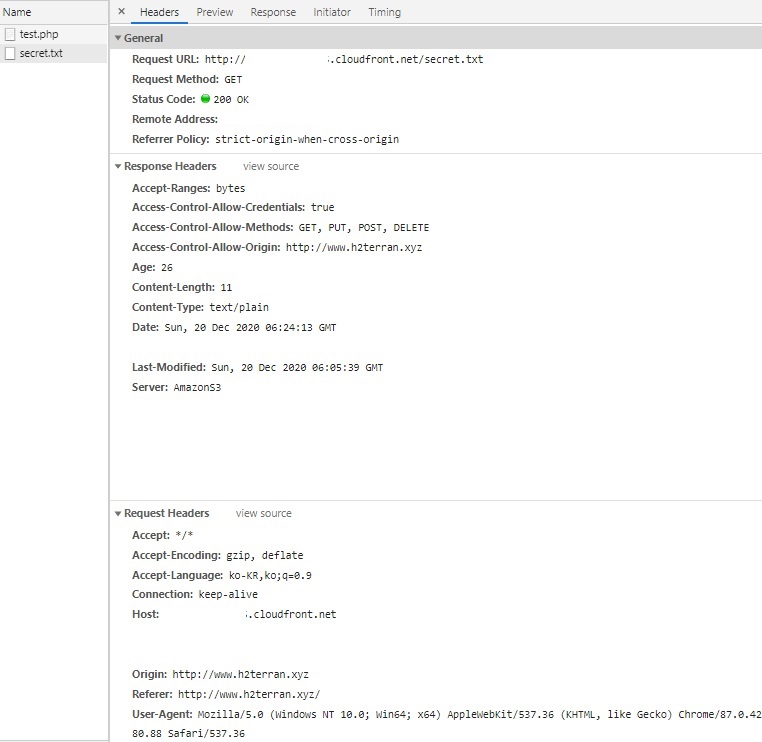 Name
test.php
secret.txt
× Headers Preview Response Initiator Timing
General
Request URL: http:// .cloudfront.net/secret.txt
Request Method: GET
Status Code: 200 OK
Remote Address:
Referrer Policy: strict-origin-when-cross-origin
Response Headers view source
Accept-Ranges: bytes
Access-Control-Allow-Credentials: true
Access-Control-Allow-Methods: GET, PUT, POST, DELETE
Access-Control-Allow-Origin: http://www.h2terran.xyz
Age: 26
Content-Length: 11
Content-Type: text/plain
Date: Sun, 20 Dec 2020 06:24:13 GMT
Last-Modified: Sun, 20 Dec 2020 06:05:39 GMT
Server: AmazonS3
Request Headers view source
Accept: */*
Accept-Encoding: gzip, deflate
Accept-Language: ko-KR,ko;q=0.9
Connection: keep-alive
Host: .cloudfront.net
Origin: http://www.h2terran.xyz
Referer: http://www.h2terran.xyz/
User-Agent: Mozilla/5.0 (Windows NT 10.0; Win64; x64) AppleWebKit/537.36 (KHTML, like Gecko) Chrome/87.0.42
80.88 Safari/537.36